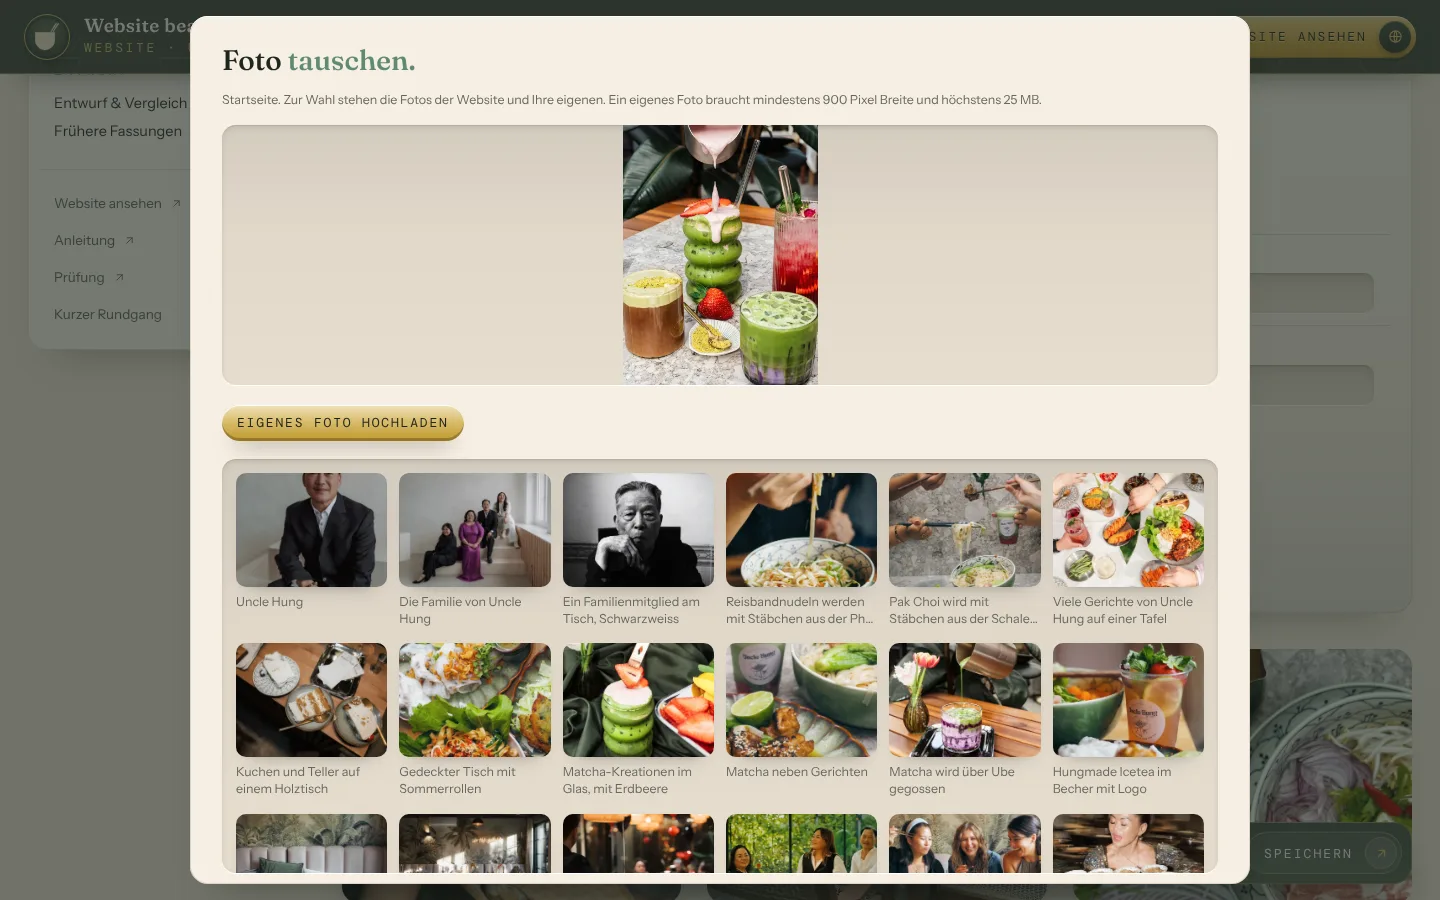 Website
WEBSITE ·
SITE ANSEHEN
Entwurf & Vergleich
Frühere Fassungen
Website ansehen
Anleitung
Prüfung
Kurzer Rundgang
Foto tauschen.
Startseite. Zur Wahl stehen die Fotos der Website und Ihre eigenen. Ein eigenes Foto braucht mindestens 900 Pixel Breite und höchstens 25 MB.
EIGENES FOTO HOCHLADEN
Uncle Hung
Die Familie von Uncle
Hung
Ein Familienmitglied am
Tisch, Schwarzweiss
Reisbandnudeln werden
mit Stäbchen aus der Ph…
Pak Choi wird mit
Stäbchen aus der Schale…
Viele Gerichte von Uncle
Hung auf einer Tafel
Kuchen und Teller auf
einem Holztisch
Gedeckter Tisch mit
Sommerrollen
Matcha-Kreationen im
Glas, mit Erdbeere
Matcha neben Gerichten
Matcha wird über Ube
gegossen
Hungmade Icetea im
Becher mit Logo
SPEICHERN